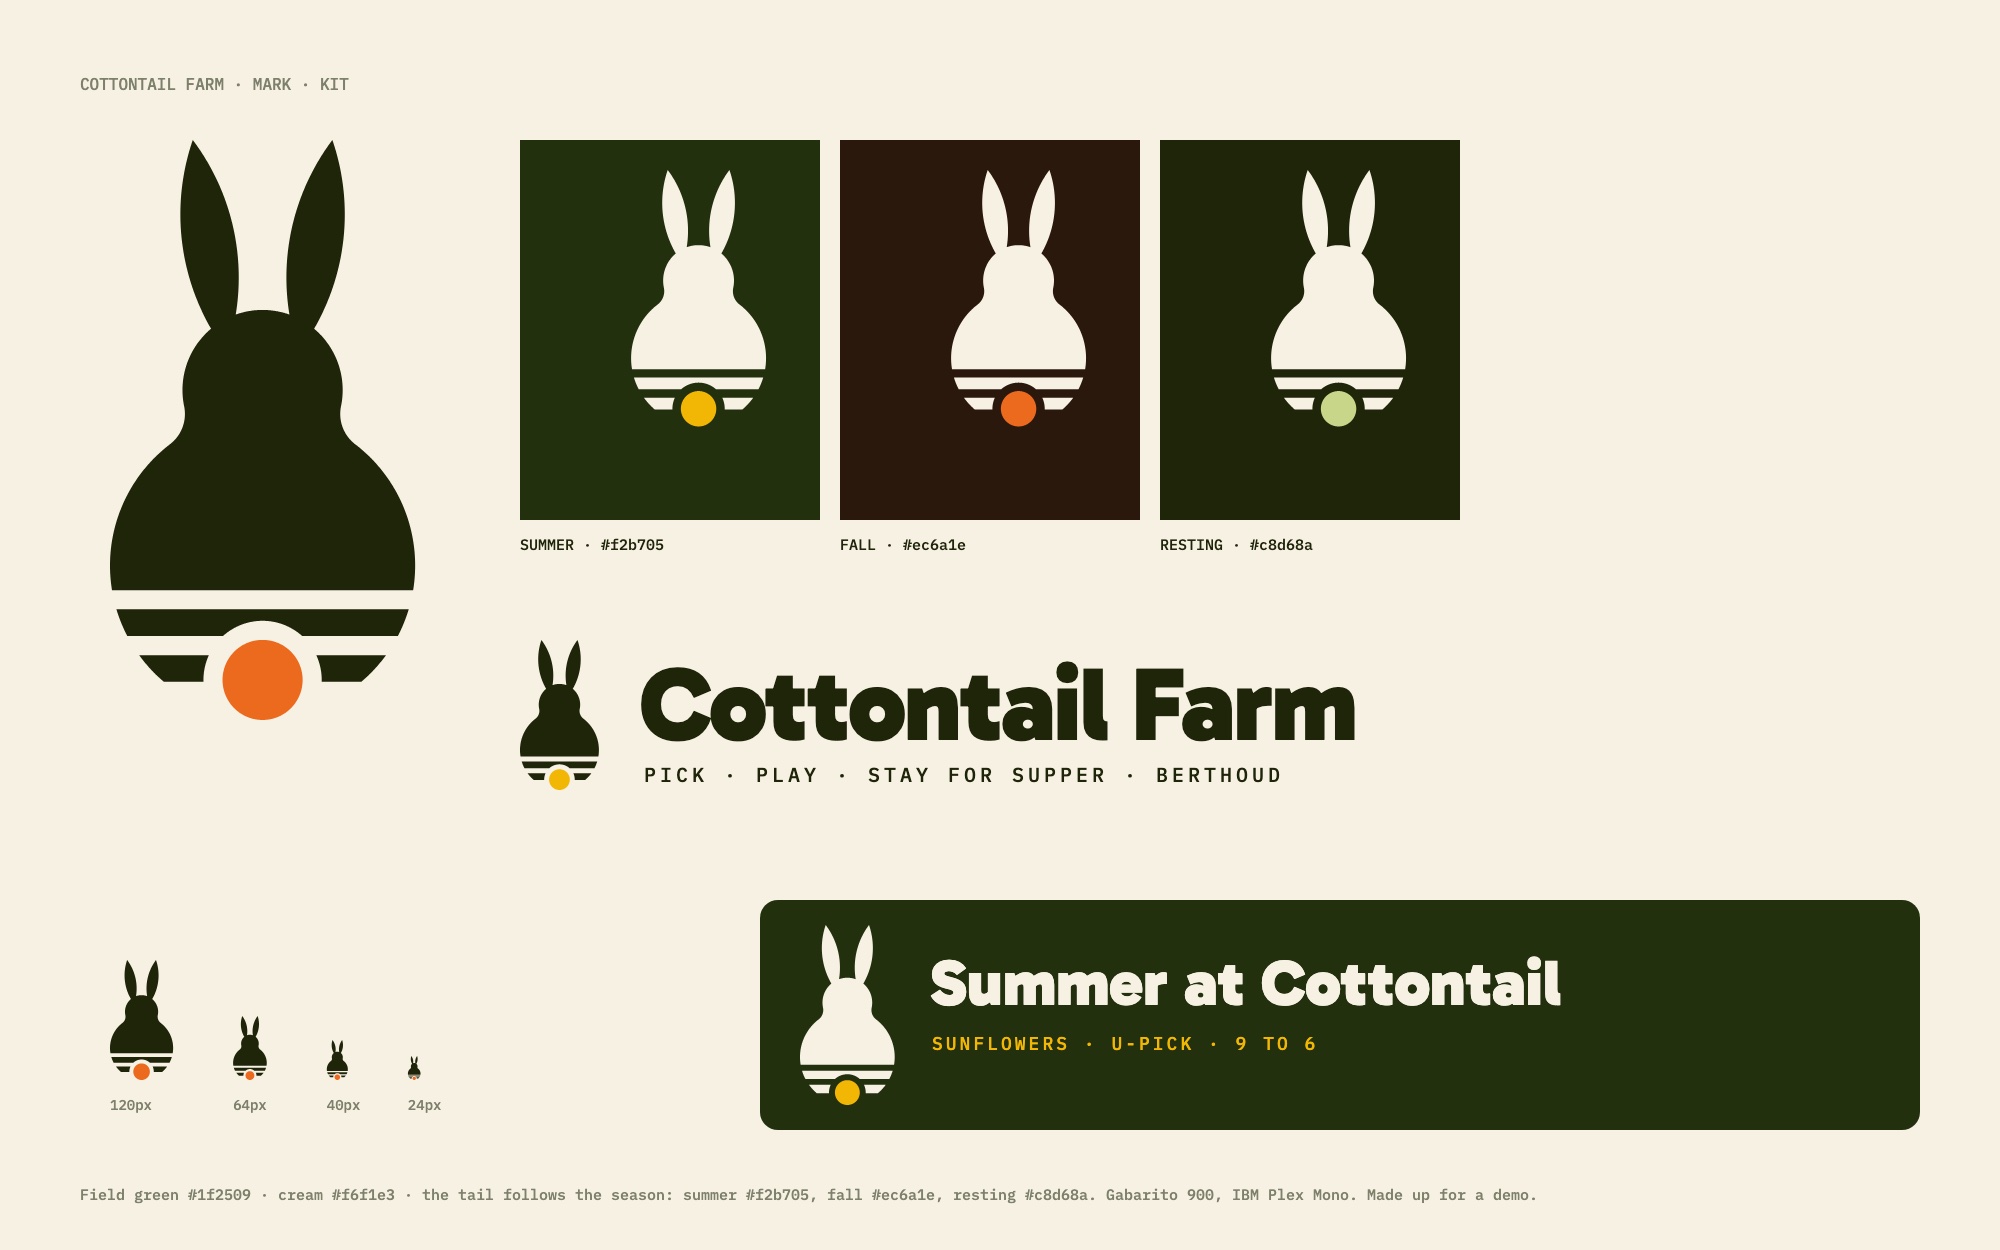 COTTONTAIL FARM · MARK · KIT
SUMMER · #f2b705
FALL · #ec6a1e
RESTING · #c8d68a
Cottontail Farm
PICK · PLAY · STAY FOR SUPPER · BERTHOUD
Summer at Cottontail
SUNFLOWERS · U-PICK · 9 TO 6
120px
64px
40px
24px
Field green #1f2509 · cream #f6f1e3 · the tail follows the season: summer #f2b705, fall #ec6a1e, resting #c8d68a. Gabarito 900, IBM Plex Mono. Made up for a demo.